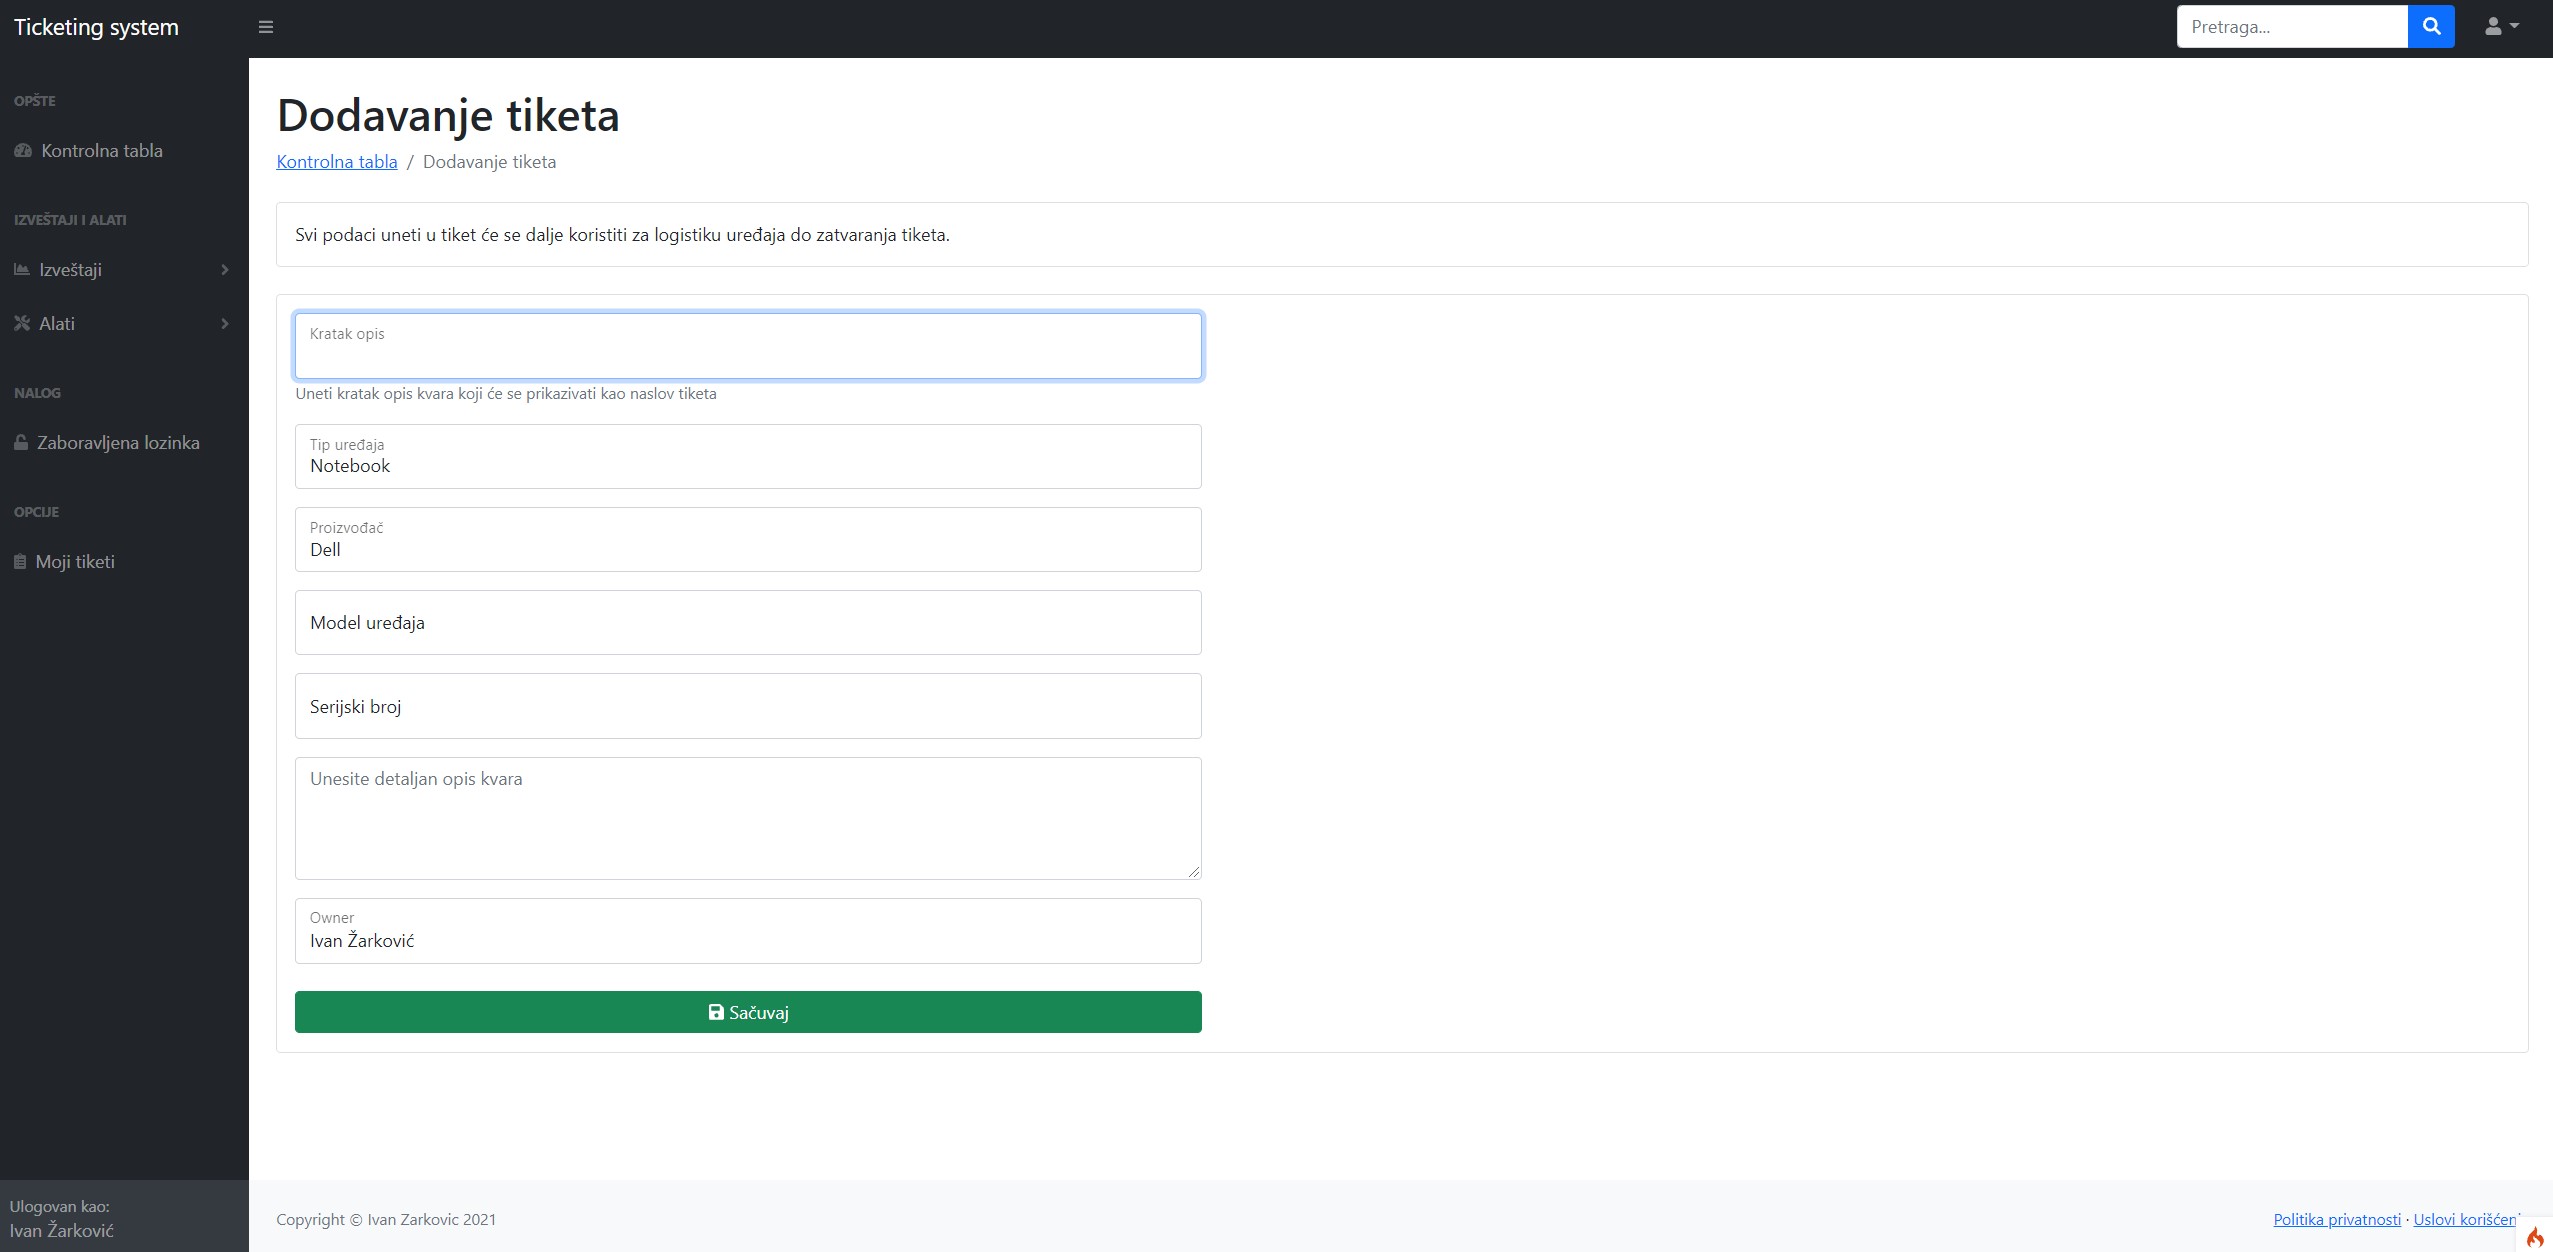 Ticketing system
Pretraga...
OPŠTE
Kontrolna tabla
IZVEŠTAJI I ALATI
Izveštaji
Alati
NALOG
Zaboravljena lozinka
OPCIJE
Moji tiketi
Ulogovan kao:
Ivan Žarković
Dodavanje tiketa
Kontrolna tabla / Dodavanje tiketa
Svi podaci uneti u tiket će se dalje koristiti za logistiku uređaja do zatvaranja tiketa.
Kratak opis
Uneti kratak opis kvara koji će se prikazivati kao naslov tiketa
Tip uređaja
Notebook
Proizvođač
Dell
Model uređaja
Serijski broj
Unesite detaljan opis kvara
Owner
Ivan Žarković
Sačuvaj
Copyright © Ivan Zarkovic 2021
Politika privatnosti · Uslovi